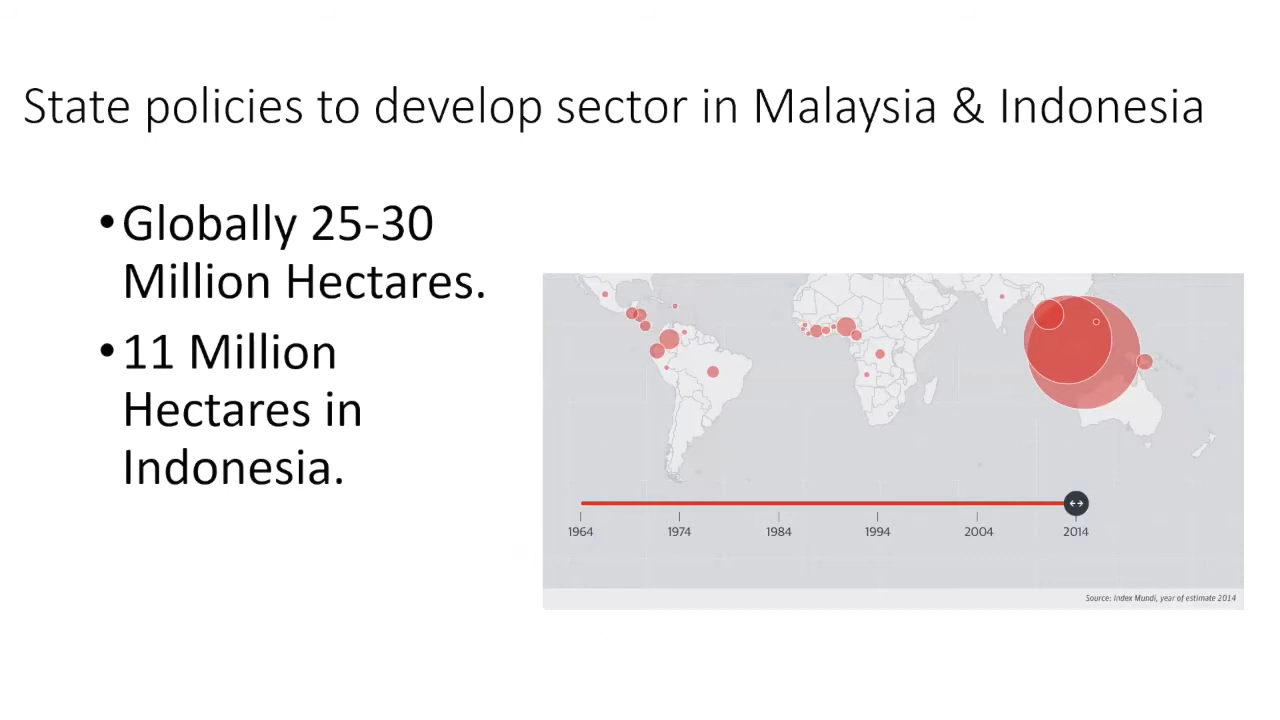 State policies to develop sector in Malaysia & Indonesia
•Globally 25-30
Million Hectares.
•11 Million
Hectares in
Indonesia.
1964 1974 1984 1994 2004 2014
Source: Index Mundi, year of estimate 2014